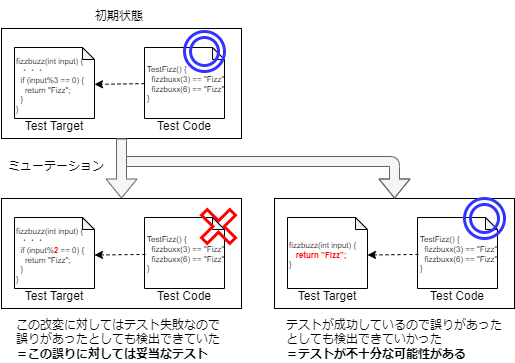 初期状態
fizzbuzz(int input) {
・・・
if (input%3 == 0) {
return "Fizz";
}
}
Test Target
TestFizz() {
fizzbuxx(3) == "Fizz"
fizzbuxx(6) == "Fizz"
}
Test Code
ミューテーション
fizzbuzz(int input) {
・・・
if (input%2 == 0) {
return "Fizz";
}
}
Test Target
TestFizz() {
fizzbuxx(3) == "Fizz"
fizzbuxx(6) == "Fizz"
}
Test Code
この改変に対してはテスト失敗なので
誤りがあったとしても検出できていた
＝この誤りに対しては妥当なテスト
fizzbuzz(int input) {
return "Fizz";
}
Test Target
TestFizz() {
fizzbuxx(3) == "Fizz"
fizzbuxx(6) == "Fizz"
}
Test Code
テストが成功しているので誤りがあった
としても検出できていかった
＝テストが不十分な可能性がある